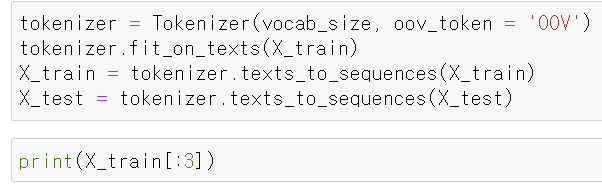 tokenizer = Tokenizer(vocab_size, oov_token = 'OOV')
tokenizer.fit_on_texts(X_train)
X_train = tokenizer.texts_to_sequences(X_train)
X_test = tokenizer.texts_to_sequences(X_test)
print(X_train[:3])